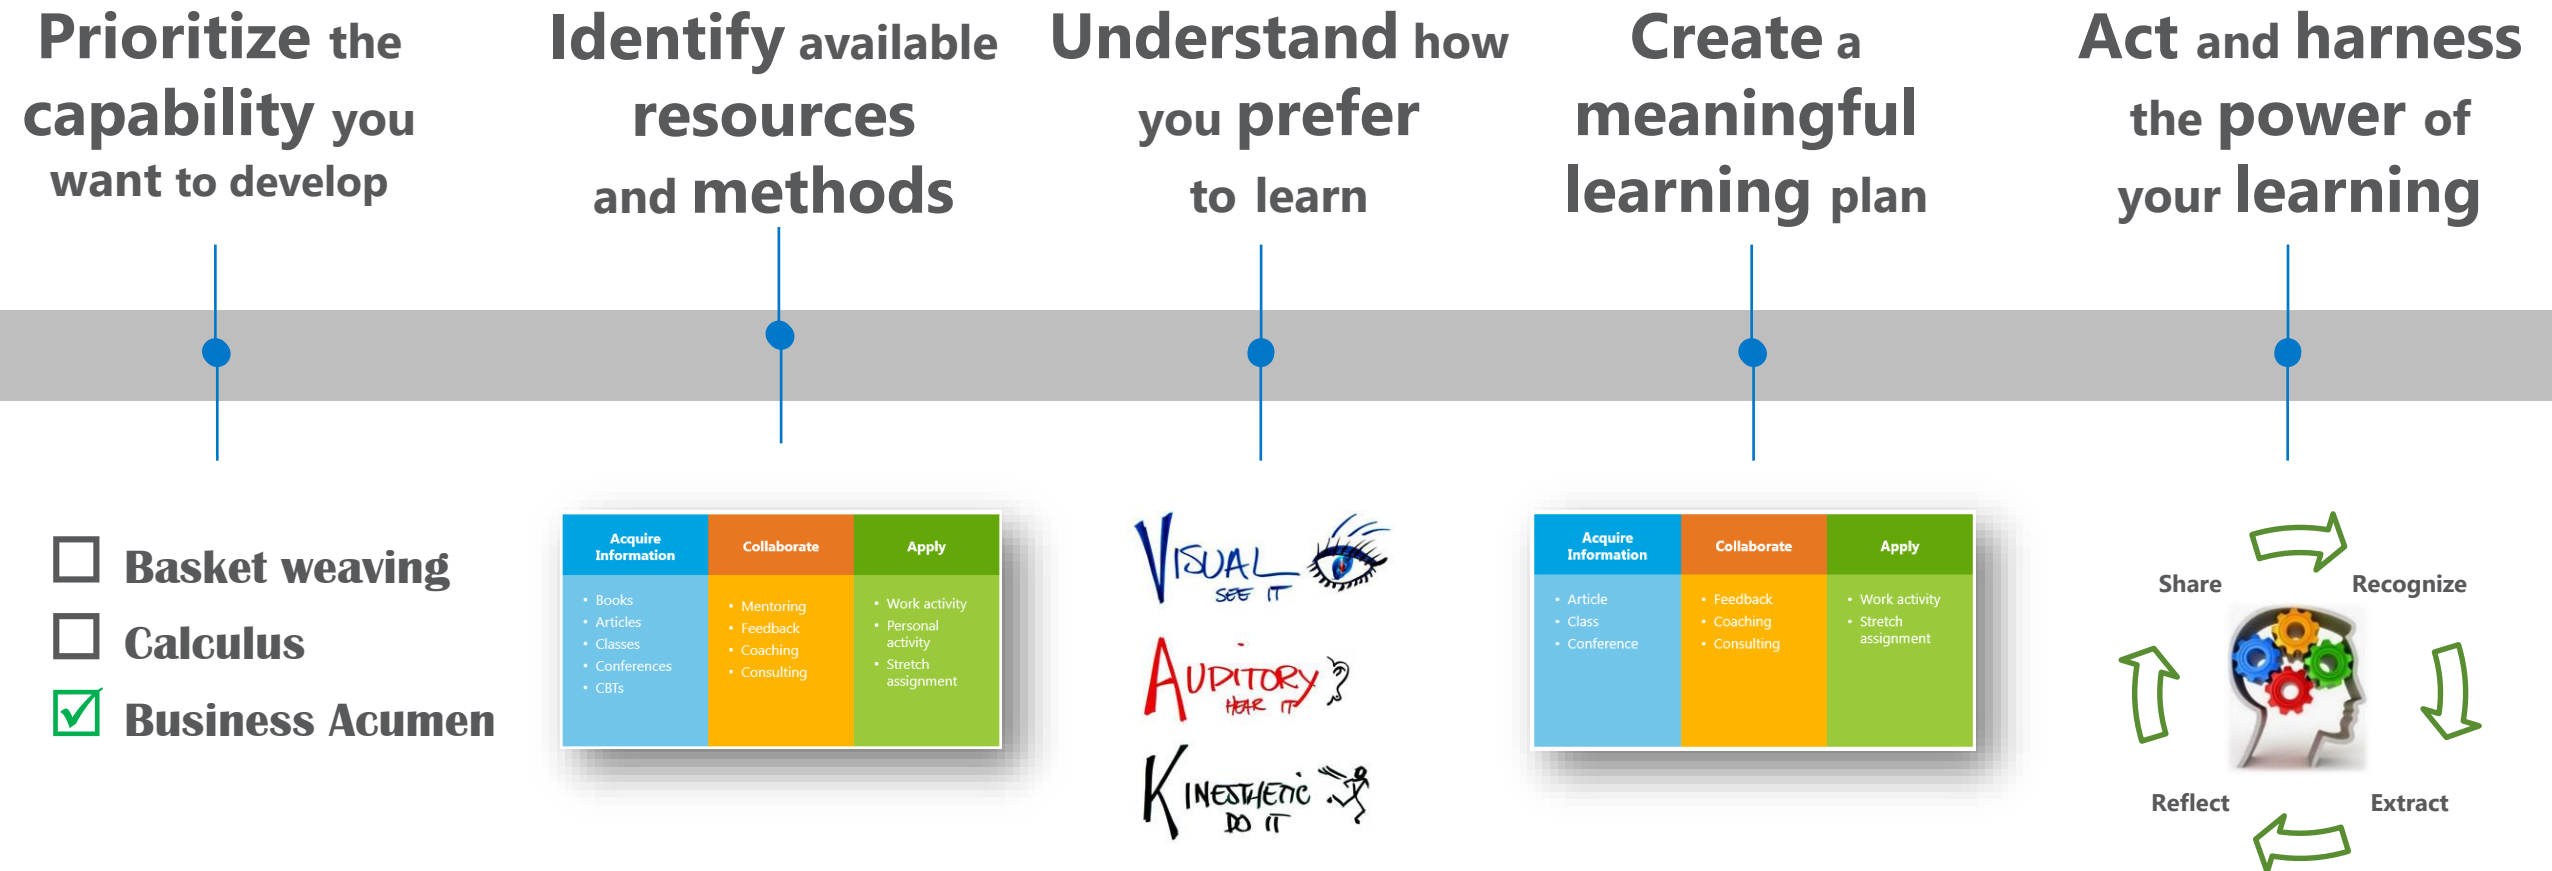 Prioritize the
capability you
want to develop
Identify available
resources
and methods
Understand how
you prefer
to learn
Create a
meaningful
learning plan
Act and harness
the power of
your learning
Basket weaving
Calculus
Business Acumen
Acquire
Information
• Books
• Articles
• Classes
• Conferences
• CBTs
Collaborate
• Mentoring
• Feedback
• Coaching
• Consulting
Apply
• Work activity
• Personal
activity
• Stretch
assignment
VISUAL
SEE IT
AUDITORY
HEAR IT
KINESTHETIC
DO IT
Acquire
Information
• Article
• Class
• Conference
Collaborate
• Feedback
• Coaching
• Consulting
Apply
• Work activity
• Stretch
assignment
Share
Recognize
Reflect
Extract